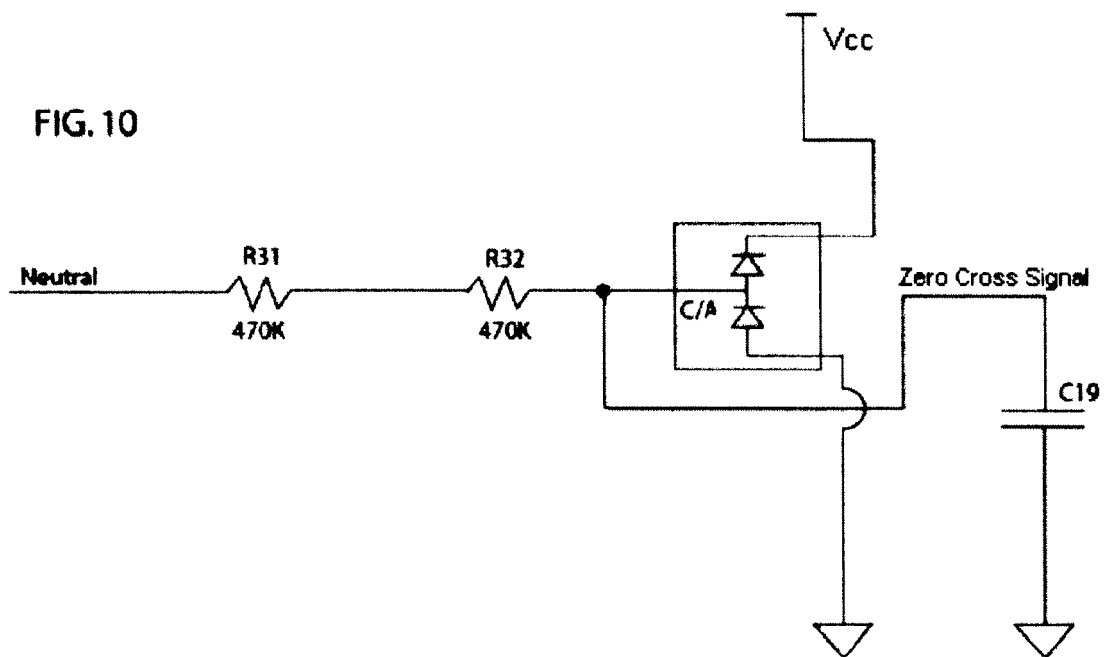 Vcc
FIG. 10
R31
R32
Neutral
Zero Cross Signal
470K
470K
C/A
C19